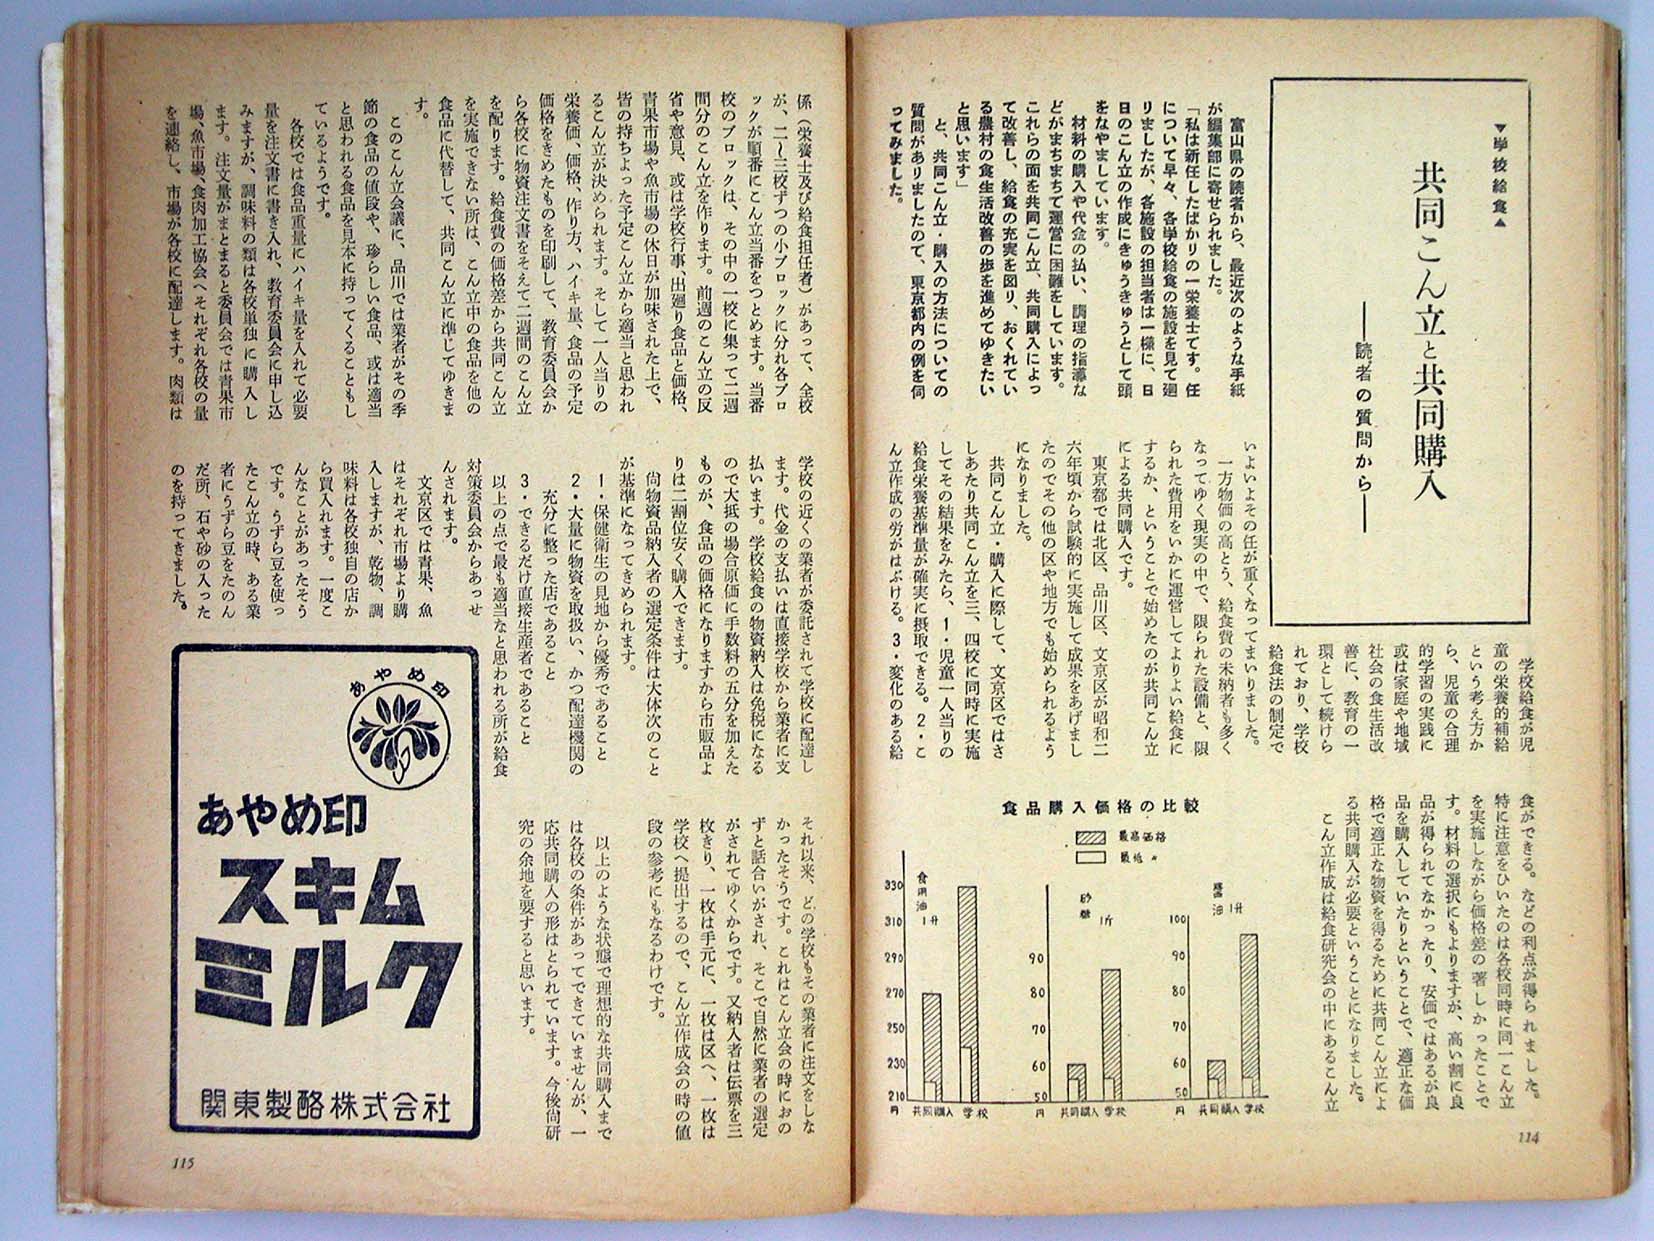 ▼学校給食▲
共同こん立と共同購入
――読者の質問から――
富山県の読者から、最近次のような手紙
が編集部に寄せられました。
「私は新任したばかりの一栄養士です。任
について早々、各学校給食の施設を見て廻
りましたが、各施設の担当者は一様に、日
日のこん立の作成にきゅうきゅうとして頭
をなやましています。
材料の購入や代金の払い、調理の指導な
どがまちまちで運営に困難をしています。
これらの面を共同こん立、共同購入によっ
て改善し、給食の充実を図り、おくれてい
る農村の食生活改善の歩を進めてゆきたい
と思います」
と、共同こん立・購入の方法についての
質問がありましたので、東京都内の例を伺
ってみました。
学校給食が児
童の栄養的補給
という考え方か
ら、児童の合理
的学習の実践に
或は家庭や地域
社会の食生活改
善に、教育の一
環として続けら
れており、学校
給食法の制定で
いよいよその任が重くなってまいりました。
一方物価の高とう、給食費の未納者も多く
なってゆく現実の中で、限られた設備と、限
られた費用をいかに運営してよりよい給食に
するか、ということで始めたのが共同こん立
による共同購入です。
東京都では北区、品川区、文京区が昭和二
六年頃から試験的に実施して成果をあげまし
たのでその他の区や地方でも始められるよう
になりました。
共同こん立・購入に際して、文京区ではさ
しあたり共同こん立を三、四校に同時に実施
してその結果をみたら、1・児童一人当りの
給食栄養基準量が確実に摂取できる。2・こ
ん立作成の労がはぶける。3・変化のある給
食ができる。などの利点が得られました。
特に注意をひいたのは各校同時に同一こん立
を実施しながら価格差の著しかったことで
す。材料の選択にもよりますが、高い割に良
品が得られてなかったり、安価ではあるが良
品を購入していたりということで、適正な価
格で適正な物資を得るために共同こん立によ
る共同購入が必要ということになりました。
こん立作成は給食研究会の中にあるこん立
食品購入価格の比較
最高価格
最低 〃
食用油 1升
330
310
290
270
250
230
210
円
共同購入 学校
砂糖 1斤
90
80
70
60
50
円
共同購入 学校
醤油 1升
100
90
80
70
60
50
円
共同購入 学校
114
係(栄養士及び給食担任者)があって、全校
が、二〜三校ずつの小ブロックに分れ各ブロ
ックが順番にこん立当番をつとめます。当番
校のブロックは、その中の一校に集って二週
間分のこん立を作ります。前週のこん立の反
省や意見、或は学校行事、出廻り食品と価格、
青果市場や魚市場の休日が加味された上で、
皆の持ちよった予定こん立から適当と思われ
るこん立が決められます。そして一人当りの
栄養価、価格、作り方、ハイキ量、食品の予定
価格をきめたものを印刷して、教育委員会か
ら各校に物資注文書をそえて二週間のこん立
を配ります。給食費の価格差から共同こん立
を実施できない所は、こん立中の食品を他の
食品に代替して、共同こん立に準じてゆきま
す。
このこん立会議に、品川では業者がその季
節の食品の値段や、珍らしい食品、或は適当
と思われる食品を見本に持ってくることもし
ているようです。
各校では食品重量にハイキ量を入れて必要
量を注文書に書き入れ、教育委員会に申し込
みますが、調味料の類は各校単独に購入し
ます。注文量がまとまると委員会では青果市
場、魚市場、食肉加工協会へそれぞれ各校の量
を連絡し、市場が各校に配達します。肉類は
学校の近くの業者が委託されて学校に配達し
ます。代金の支払いは直接学校から業者に支
払います。学校給食の物資納入は免税になる
ので大抵の場合原価に手数料の五分を加えた
ものが、食品の価格になりますから市販品よ
りは二割位安く購入できます。
尚物資品納入者の選定条件は大体次のこと
が基準になってきめられます。
1・保健衛生の見地から優秀であること
2・大量に物資を取扱い、かつ配達機関の
充分に整った店であること
3・できるだけ直接生産者であること
以上の点で最も適当なと思われる所が給食
対策委員会からあっせ
んされます。
文京区では青果、魚
はそれぞれ市場より購
入しますが、乾物、調
味料は各校独自の店か
ら買入れます。一度こ
んなことがあったそう
です。うずら豆を使っ
たこん立の時、ある業
者にうずら豆をたのん
だ所、石や砂の入った
のを持ってきました。
それ以来、どの学校もその業者に注文をしな
かったそうです。これはこん立会の時におの
ずと話合いがされ、そこで自然に業者の選定
がされてゆくからです。又納入者は伝票を三
枚きり、一枚は手元に、一枚は区へ、一枚は
学校へ提出するので、こん立作成会の時の値
段の参考にもなるわけです。
以上のような状態で理想的な共同購入まで
は各校の条件があってできていませんが、一
応共同購入の形はとられています。今後尚研
究の余地を要すると思います。
あやめ印
あやめ印
スキム
ミルク
関東製酪株式会社
115